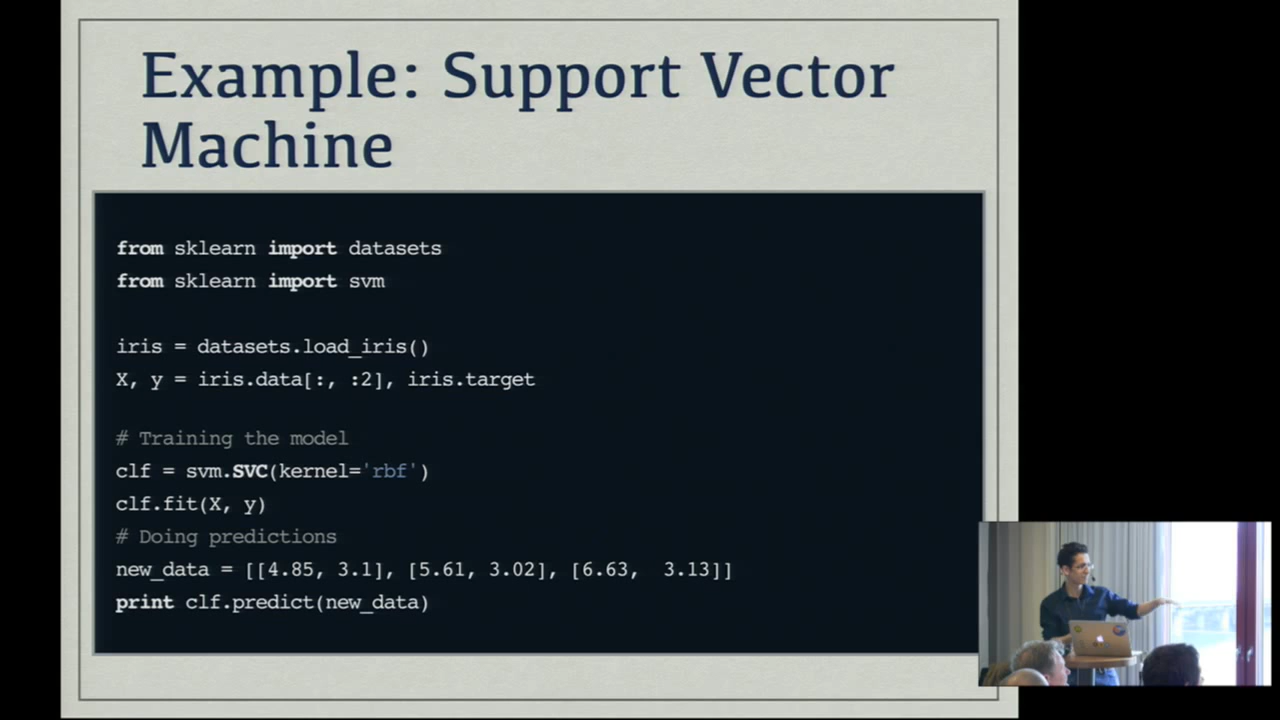 Example: Support Vector
Machine
from sklearn import datasets
from sklearn import svm
iris = datasets.load_iris()
X, y = iris.data[:, :2], iris.target
# Training the model
clf = svm.SVC(kernel='rbf')
clf.fit(X, y)
# Doing predictions
new_data = [[4.85, 3.1], [5.61, 3.02], [6.63,  3.13]]
print clf.predict(new_data)